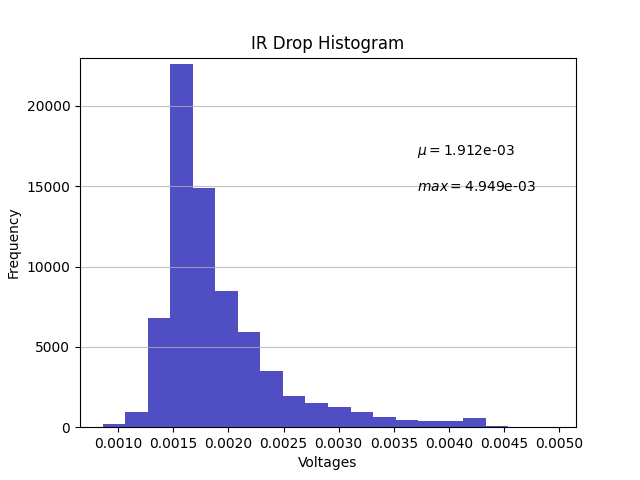 IR Drop Histogram
20000
15000
10000
5000
0
Frequency
μ = 1.912e-03
max = 4.949e-03
0.0010 0.0015 0.0020 0.0025 0.0030 0.0035 0.0040 0.0045 0.0050
Voltages